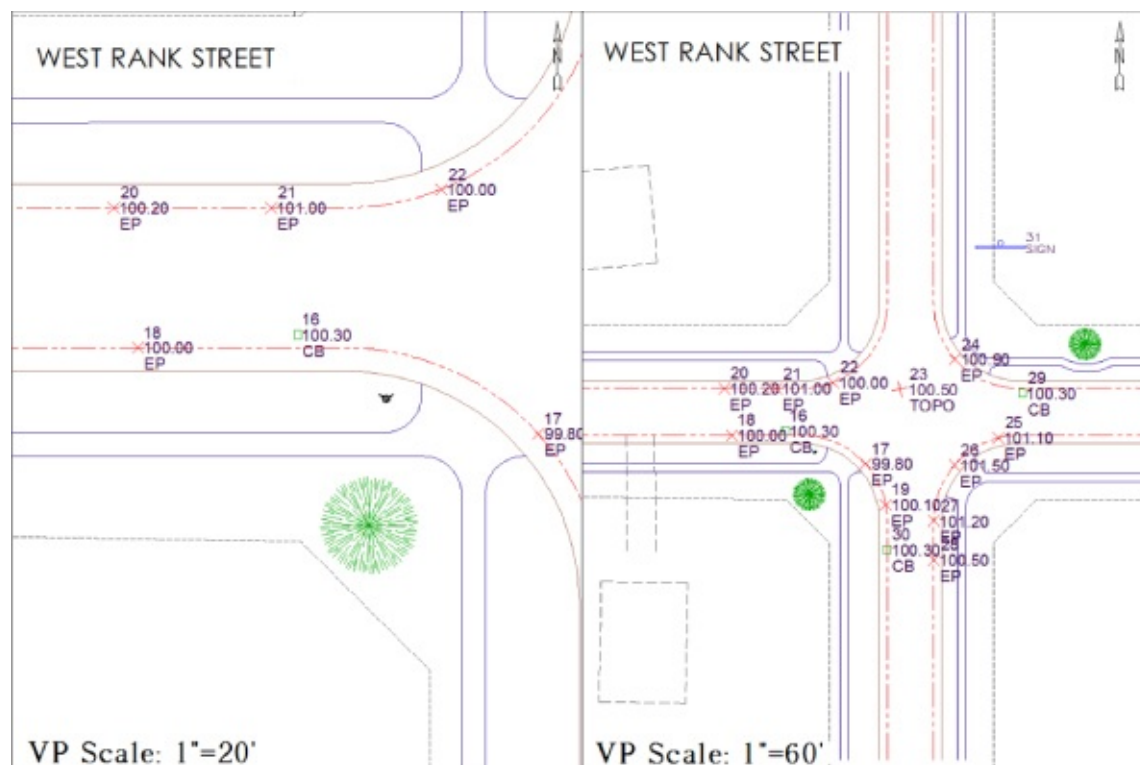 WEST RANK STREET
N
22
100.00
EP
20
100.20
EP
21
101.00
EP
16
100.30
CB
18
100.00
EP
17
99.80
EP
VP Scale: 1"=20'
WEST RANK STREET
N
31
SIGN
24
100.90
EP
22
100.00
EP
23
100.50
TOPO
20
100.20
EP
21
101.00
EP
29
100.30
CB
16
100.30
CB
18
100.00
EP
25
101.10
EP
17
99.80
EP
26
101.50
EP
19
100.10
EP
27
101.20
EP
30
100.30
CB
100.50
EP
VP Scale: 1"=60'